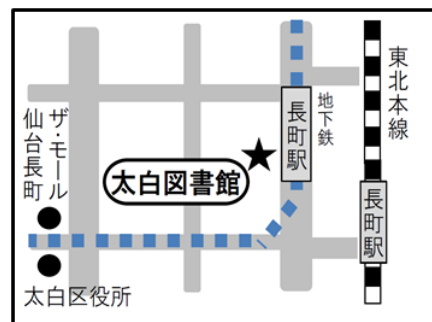 東北本線
地下鉄
長町駅
ザ・モール
仙台長町
太白図書館
長町駅
太白区役所